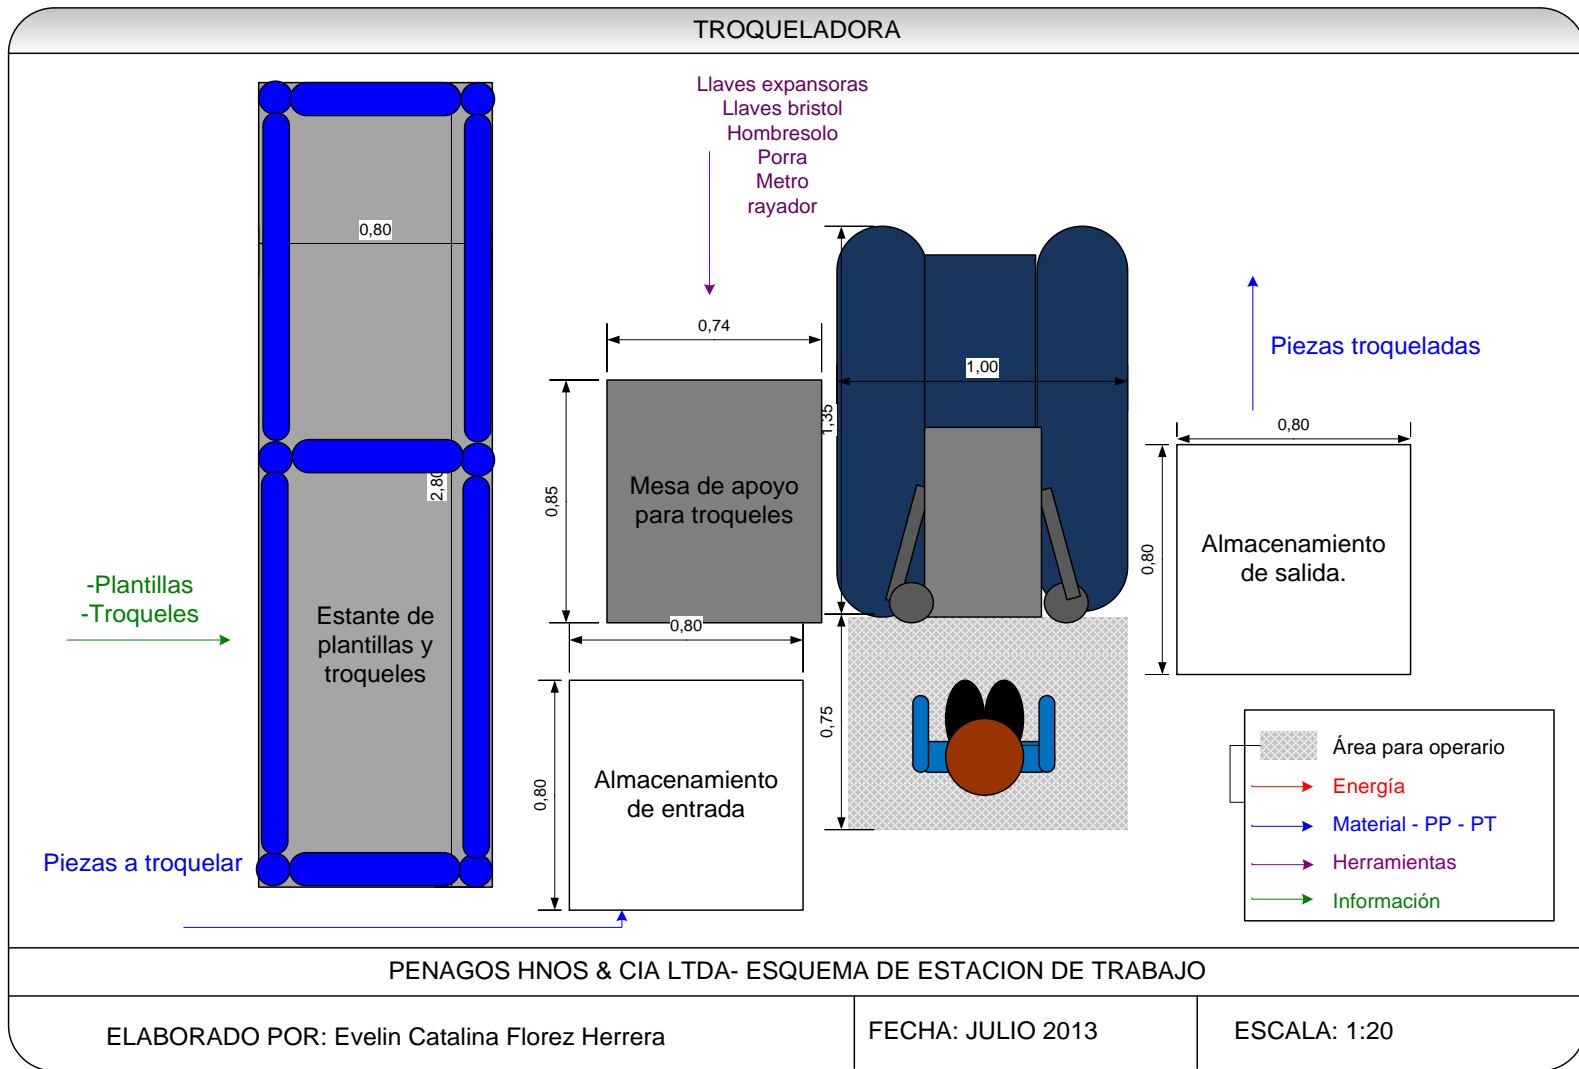 TROQUELADORA
Llaves expansoras
Llaves bristol
Hombresolo
Porra
Metro
rayador
0,80
0,74
1,00
1,35
Piezas troqueladas
0,80
2,80
0,85
Mesa de apoyo
para troqueles
0,80
Almacenamiento
de salida.
-Plantillas
-Troqueles
Estante de
plantillas y
troqueles
0,80
0,75
0,80
Almacenamiento
de entrada
Piezas a troquelar
Área para operario
Energía
Material - PP - PT
Herramientas
Información
PENAGOS HNOS & CIA LTDA- ESQUEMA DE ESTACION DE TRABAJO
ELABORADO POR: Evelin Catalina Florez Herrera
FECHA: JULIO 2013
ESCALA: 1:20